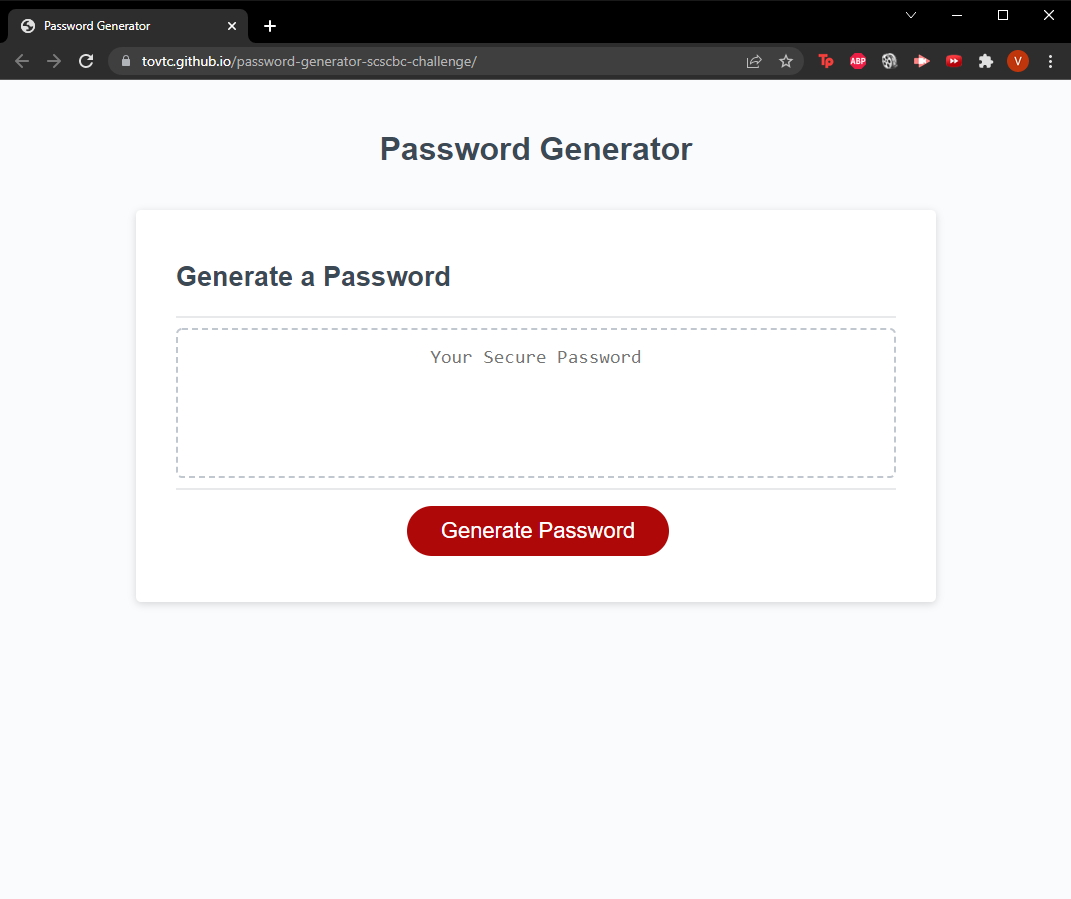 Password Generator
tovtc.github.io/password-generator-scscbc-challenge/
Tp
ABP
V
Password Generator
Generate a Password
Your Secure Password
Generate Password